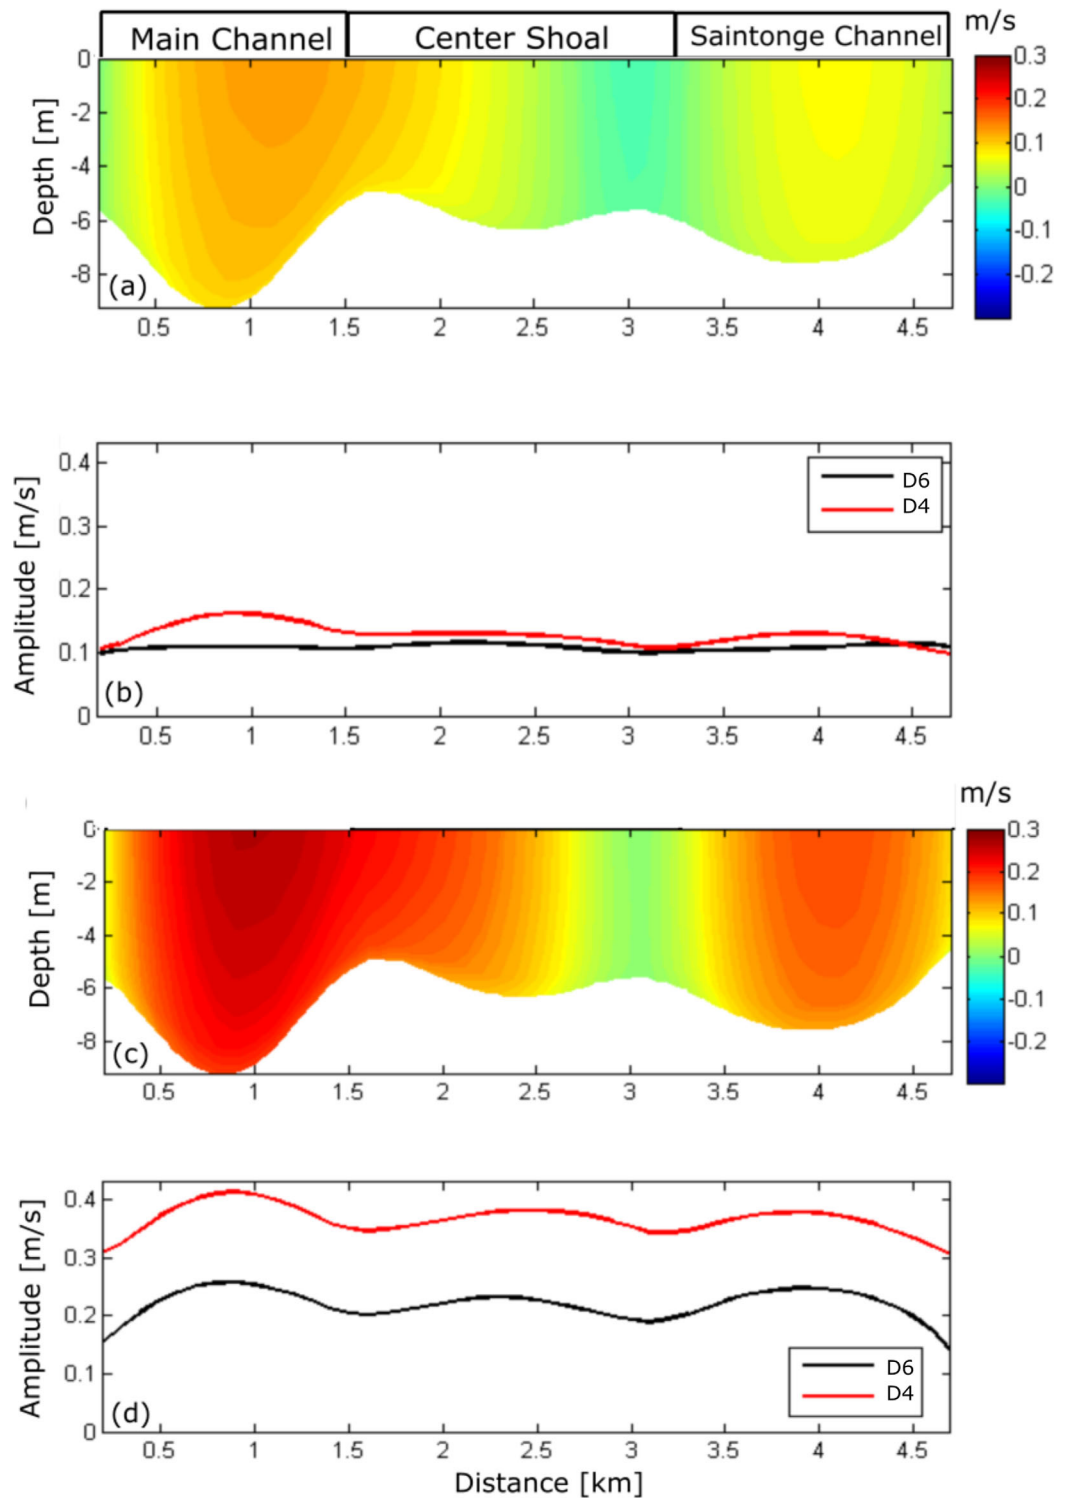 Main Channel Center Shoal Saintonge Channel m/s
0 0.3
-2 0.2
-4 0.1
-6 0
-8 -0.1
-0.2
Depth [m]
(a)
0.5 1 1.5 2 2.5 3 3.5 4 4.5
0.4
0.3
0.2
0.1
0
Amplitude [m/s]
D6
D4
(b)
0.5 1 1.5 2 2.5 3 3.5 4 4.5
m/s
0 0.3
-2 0.2
-4 0.1
-6 0
-8 -0.1
-0.2
Depth [m]
(c)
0.5 1 1.5 2 2.5 3 3.5 4 4.5
0.4
0.3
0.2
0.1
0
Amplitude [m/s]
D6
D4
(d)
0.5 1 1.5 2 2.5 3 3.5 4 4.5
Distance [km]